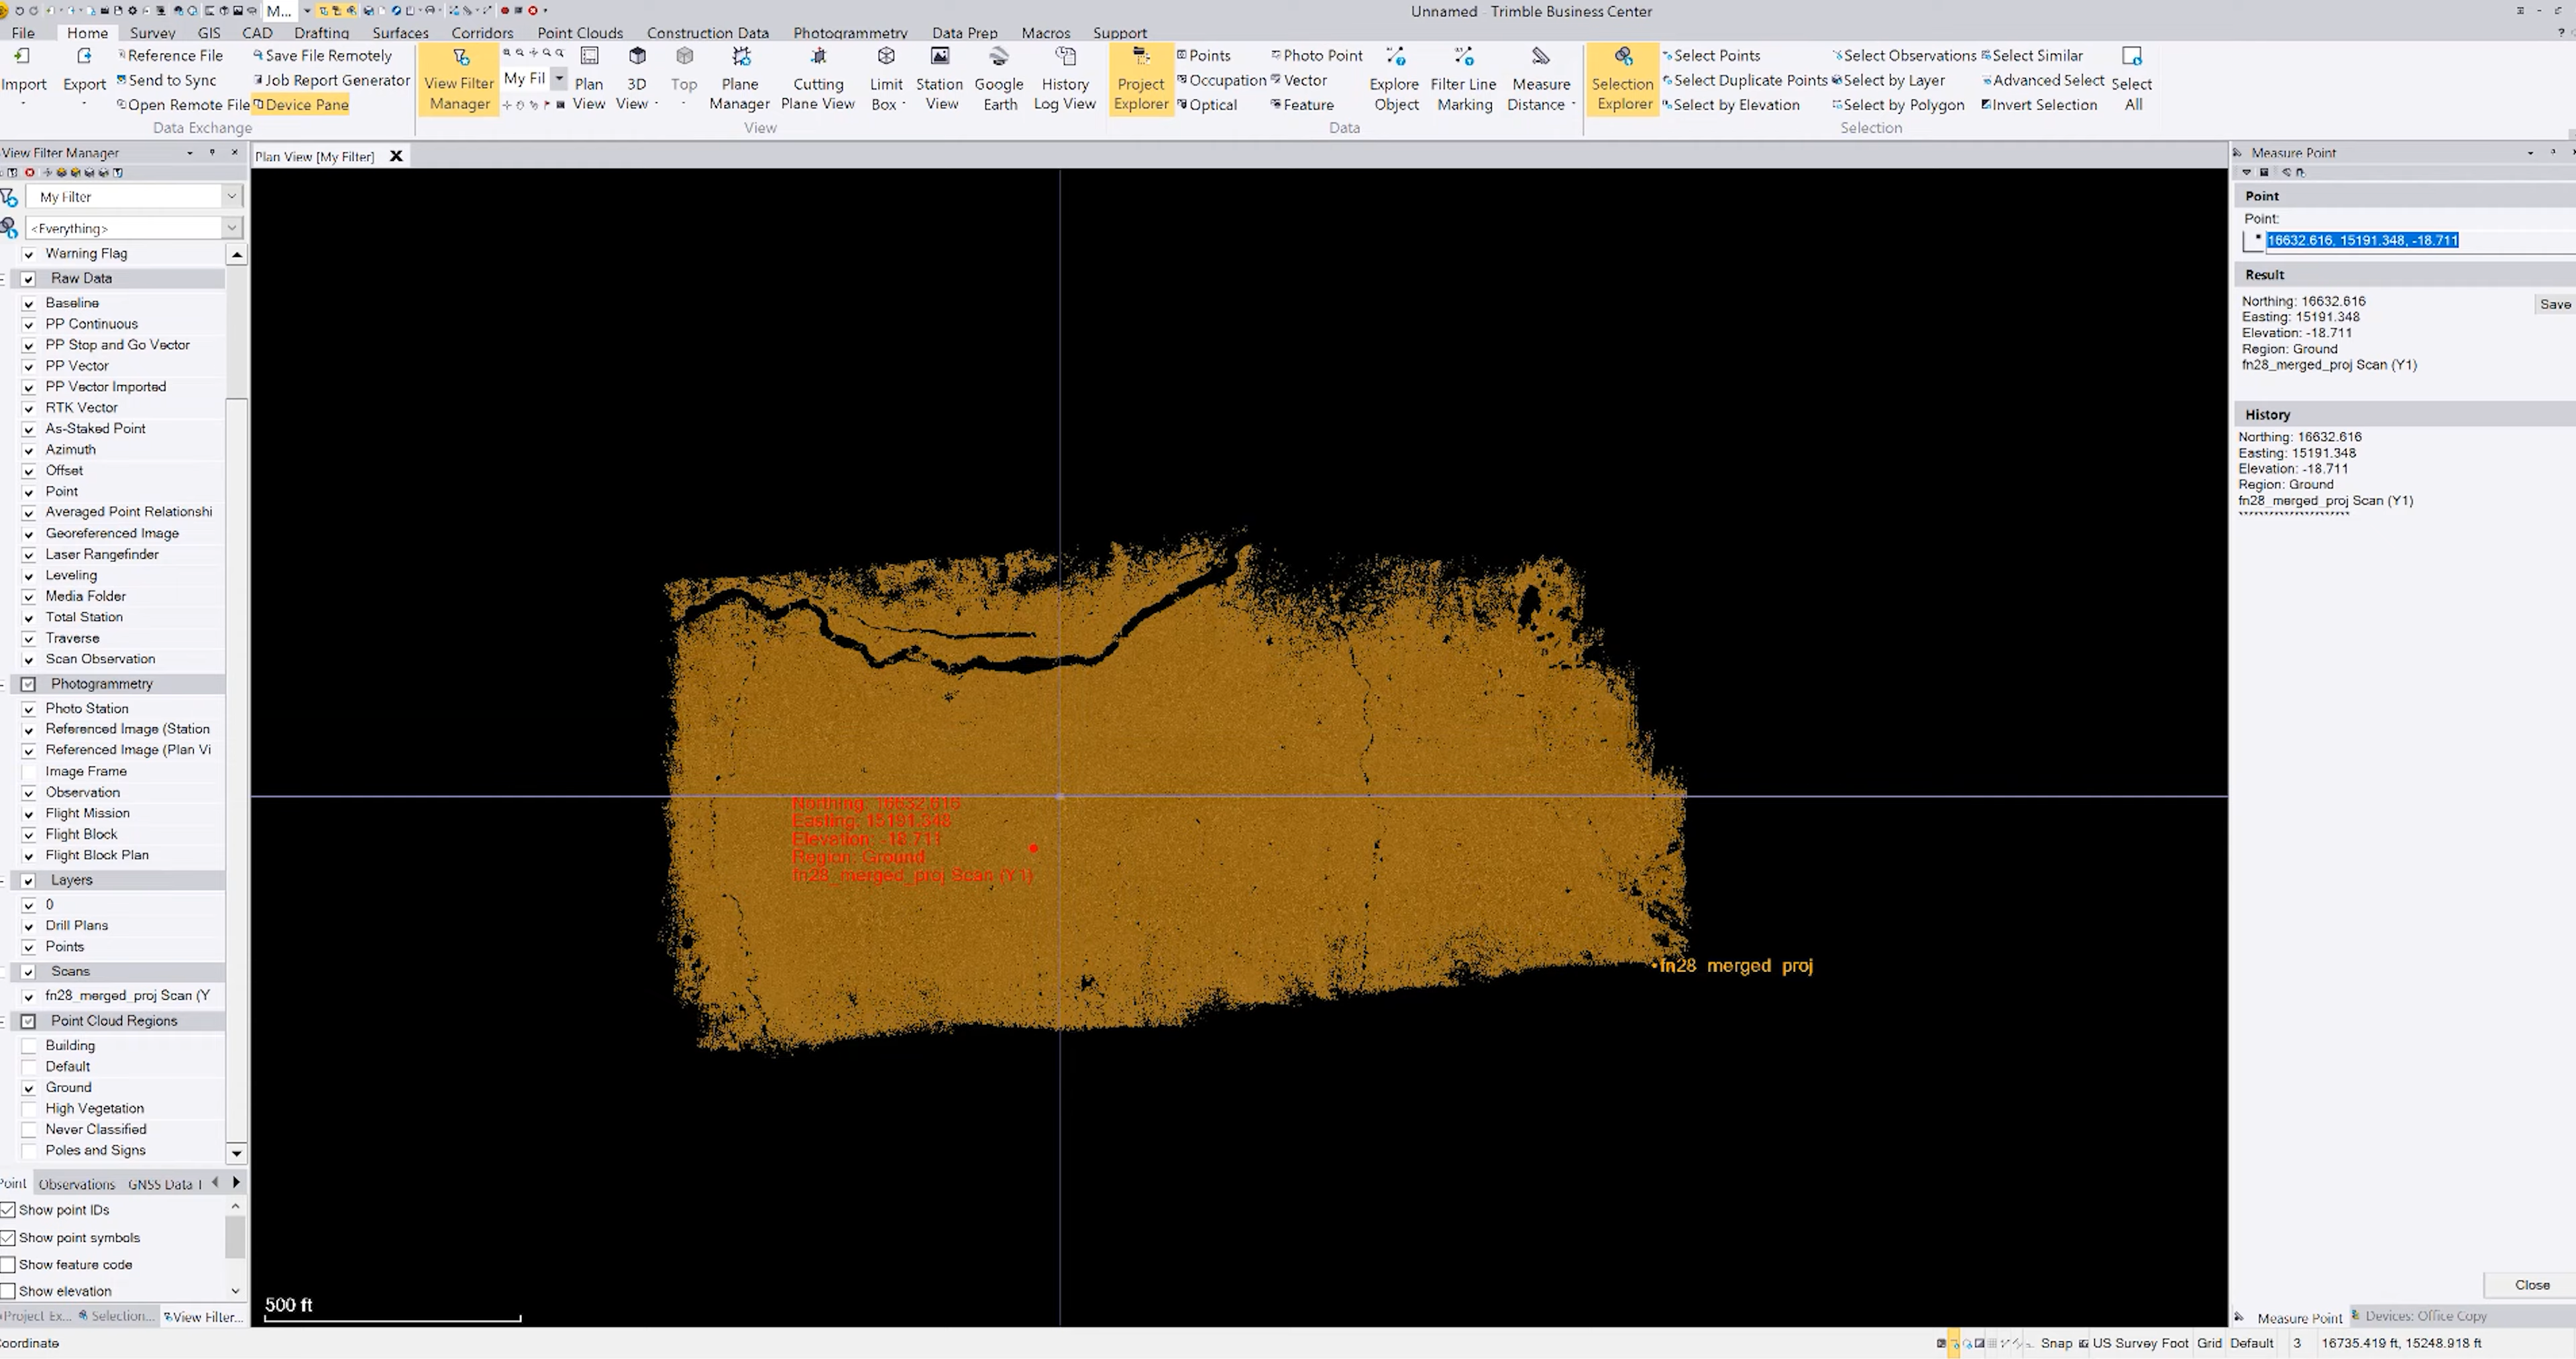 M...
Unnamed - Trimble Business Center
File Home Survey GIS CAD Drafting Surfaces Corridors Point Clouds Construction Data Photogrammetry Data Prep Macros Support
Import
Export
Reference File
Send to Sync
Open Remote File
Save File Remotely
Job Report Generator
Device Pane
Data Exchange
View Filter
Manager
My Fil
Plan
View
3D
View
Top
Plane
Manager
Cutting
Plane View
Limit
Box
Station
View
Google
Earth
History
Log View
View
Project
Explorer
Points
Occupation
Optical
Photo Point
Vector
Feature
Explore
Object
Filter Line
Marking
Measure
Distance
Data
Selection
Explorer
Select Points
Select Duplicate Points
Select by Elevation
Select Observations
Select by Layer
Select by Polygon
Select Similar
Advanced Select
Invert Selection
Select
All
Selection
View Filter Manager
My Filter
<Everything>
Warning Flag
Raw Data
Baseline
PP Continuous
PP Stop and Go Vector
PP Vector
PP Vector Imported
RTK Vector
As-Staked Point
Azimuth
Offset
Point
Averaged Point Relationshi
Georeferenced Image
Laser Rangefinder
Leveling
Media Folder
Total Station
Traverse
Scan Observation
Photogrammetry
Photo Station
Referenced Image (Station
Referenced Image (Plan Vi
Image Frame
Observation
Flight Mission
Flight Block
Flight Block Plan
Layers
0
Drill Plans
Points
Scans
fn28_merged_proj Scan (Y
Point Cloud Regions
Building
Default
Ground
High Vegetation
Never Classified
Poles and Signs
Point Observations GNSS Data
Show point IDs
Show point symbols
Show feature code
Show elevation
Project Ex... Selection... View Filter...
Plan View [My Filter]
Northing: 16632.616
Easting: 15191.348
Elevation: -18.711
Region: Ground
fn28_merged_proj Scan (Y1)
fn28 merged proj
500 ft
Measure Point
Point
Point:
16632.616, 15191.348, -18.711
Result
Northing: 16632.616
Easting: 15191.348
Elevation: -18.711
Region: Ground
fn28_merged_proj Scan (Y1)
Save
History
Northing: 16632.616
Easting: 15191.348
Elevation: -18.711
Region: Ground
fn28_merged_proj Scan (Y1)
Close
Measure Point Devices: Office Copy
Coordinate
Snap US Survey Foot Grid Default 3 16735.419 ft, 15248.918 ft